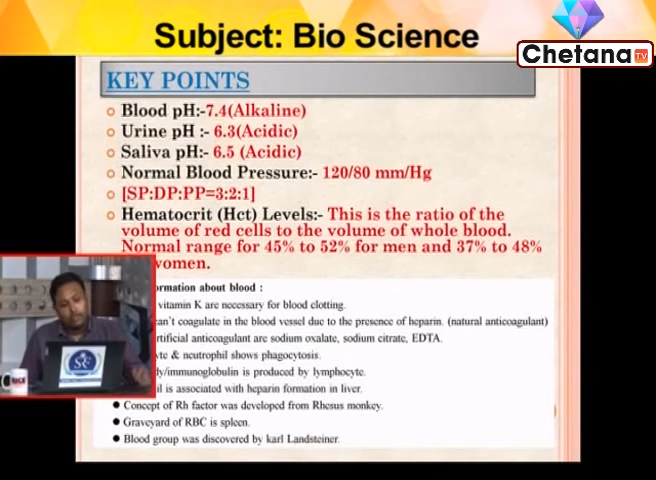 Subject: Bio Science
Chetana TV
KEY POINTS
Blood pH:-7.4(Alkaline)
Urine pH :- 6.3(Acidic)
Saliva pH:- 6.5 (Acidic)
Normal Blood Pressure:- 120/80 mm/Hg
[SP:DP:PP=3:2:1]
Hematocrit (Hct) Levels:- This is the ratio of the
volume of red cells to the volume of whole blood.
Normal range for 45% to 52% for men and 37% to 48%
women.
about blood :
vitamin K are necessary for blood clotting.
coagulate in the blood vessel due to the presence of heparin. (natural anticoagulant)
anticoagulant are sodium oxalate, sodium citrate, EDTA.
& neutrophil shows phagocytosis.
is produced by lymphocyte.
is associated with heparin formation in liver.
● Concept of Rh factor was developed from Rhesus monkey.
● Graveyard of RBC is spleen.
● Blood group was discovered by karl Landsteiner.